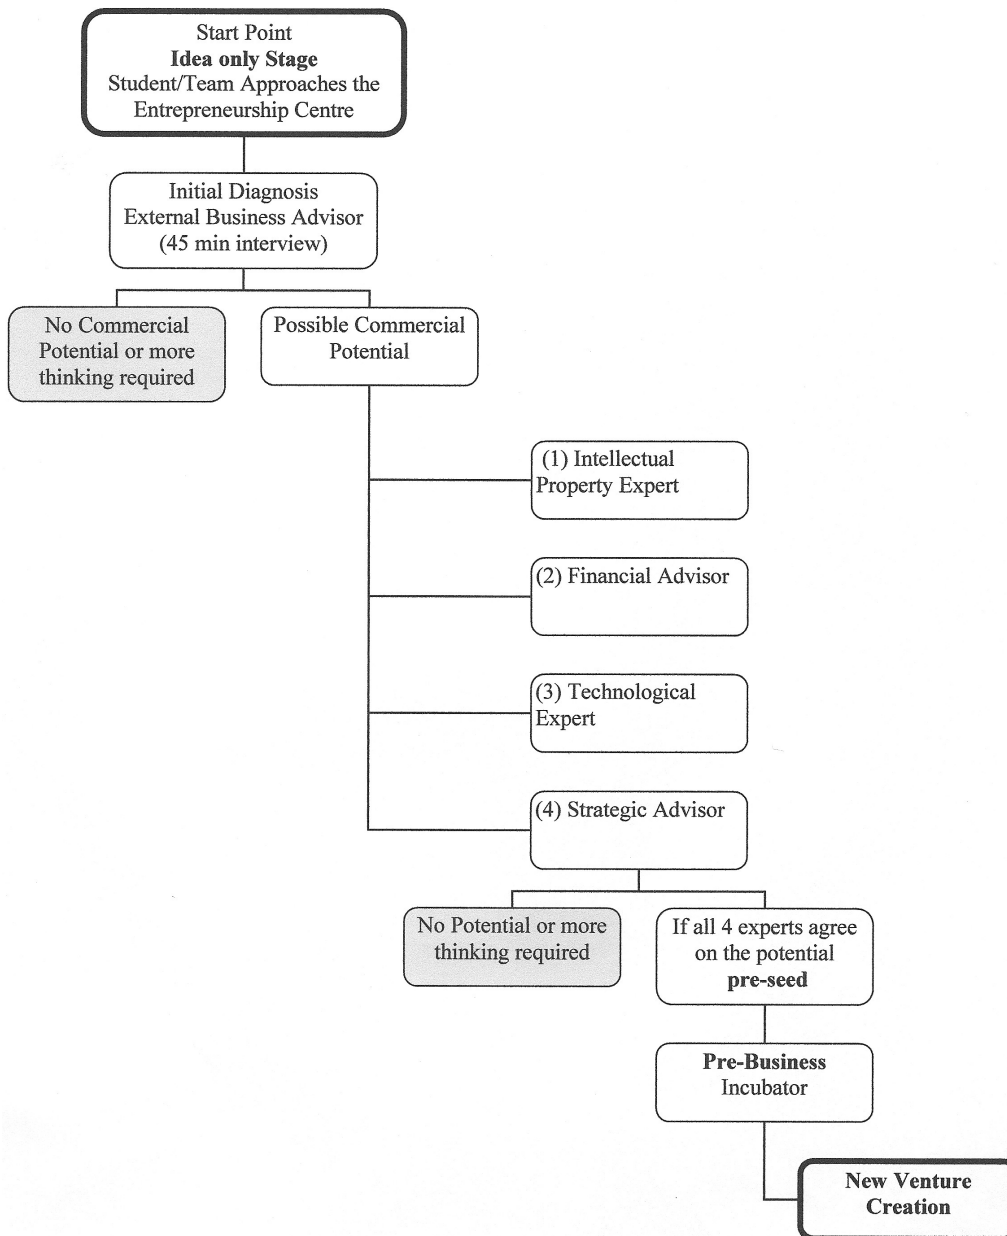 Start Point
Idea only Stage
Student/Team Approaches the
Entrepreneurship Centre
Initial Diagnosis
External Business Advisor
(45 min interview)
No Commercial
Potential or more
thinking required
Possible Commercial
Potential
(1) Intellectual
Property Expert
(2) Financial Advisor
(3) Technological
Expert
(4) Strategic Advisor
No Potential or more
thinking required
If all 4 experts agree
on the potential
pre-seed
Pre-Business
Incubator
New Venture
Creation